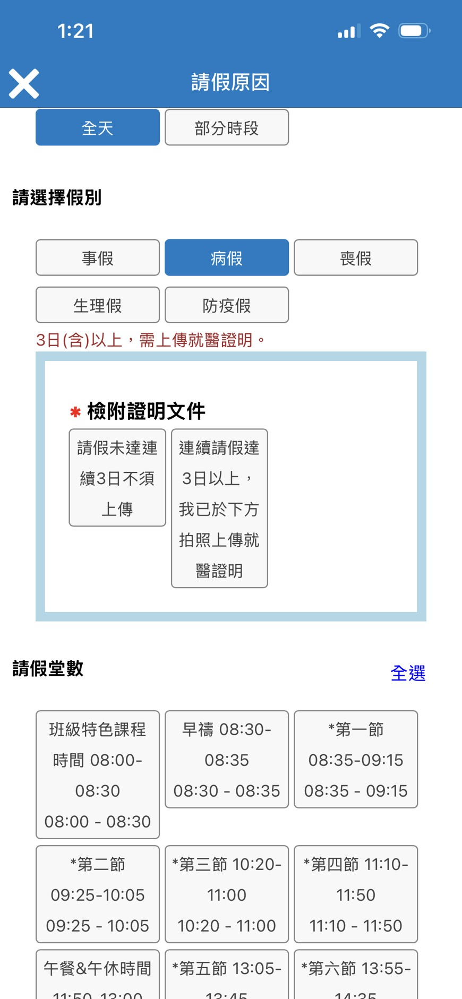 1:21
請假原因
全天
部分時段
請選擇假別
事假
病假
喪假
生理假
防疫假
3日(含)以上，需上傳就醫證明。
* 檢附證明文件
請假未達連
續3日不須
上傳
連續請假達
3日以上，
我已於下方
拍照上傳就
醫證明
請假堂數
全選
班級特色課程
時間 08:00-
08:30
08:00 - 08:30
早禱 08:30-
08:35
08:30 - 08:35
*第一節
08:35-09:15
08:35 - 09:15
*第二節
09:25-10:05
09:25 - 10:05
*第三節 10:20-
11:00
10:20 - 11:00
*第四節 11:10-
11:50
11:10 - 11:50
午餐&午休時間
11:50-13:00
*第五節 13:05-
13:45
*第六節 13:55-
14:35